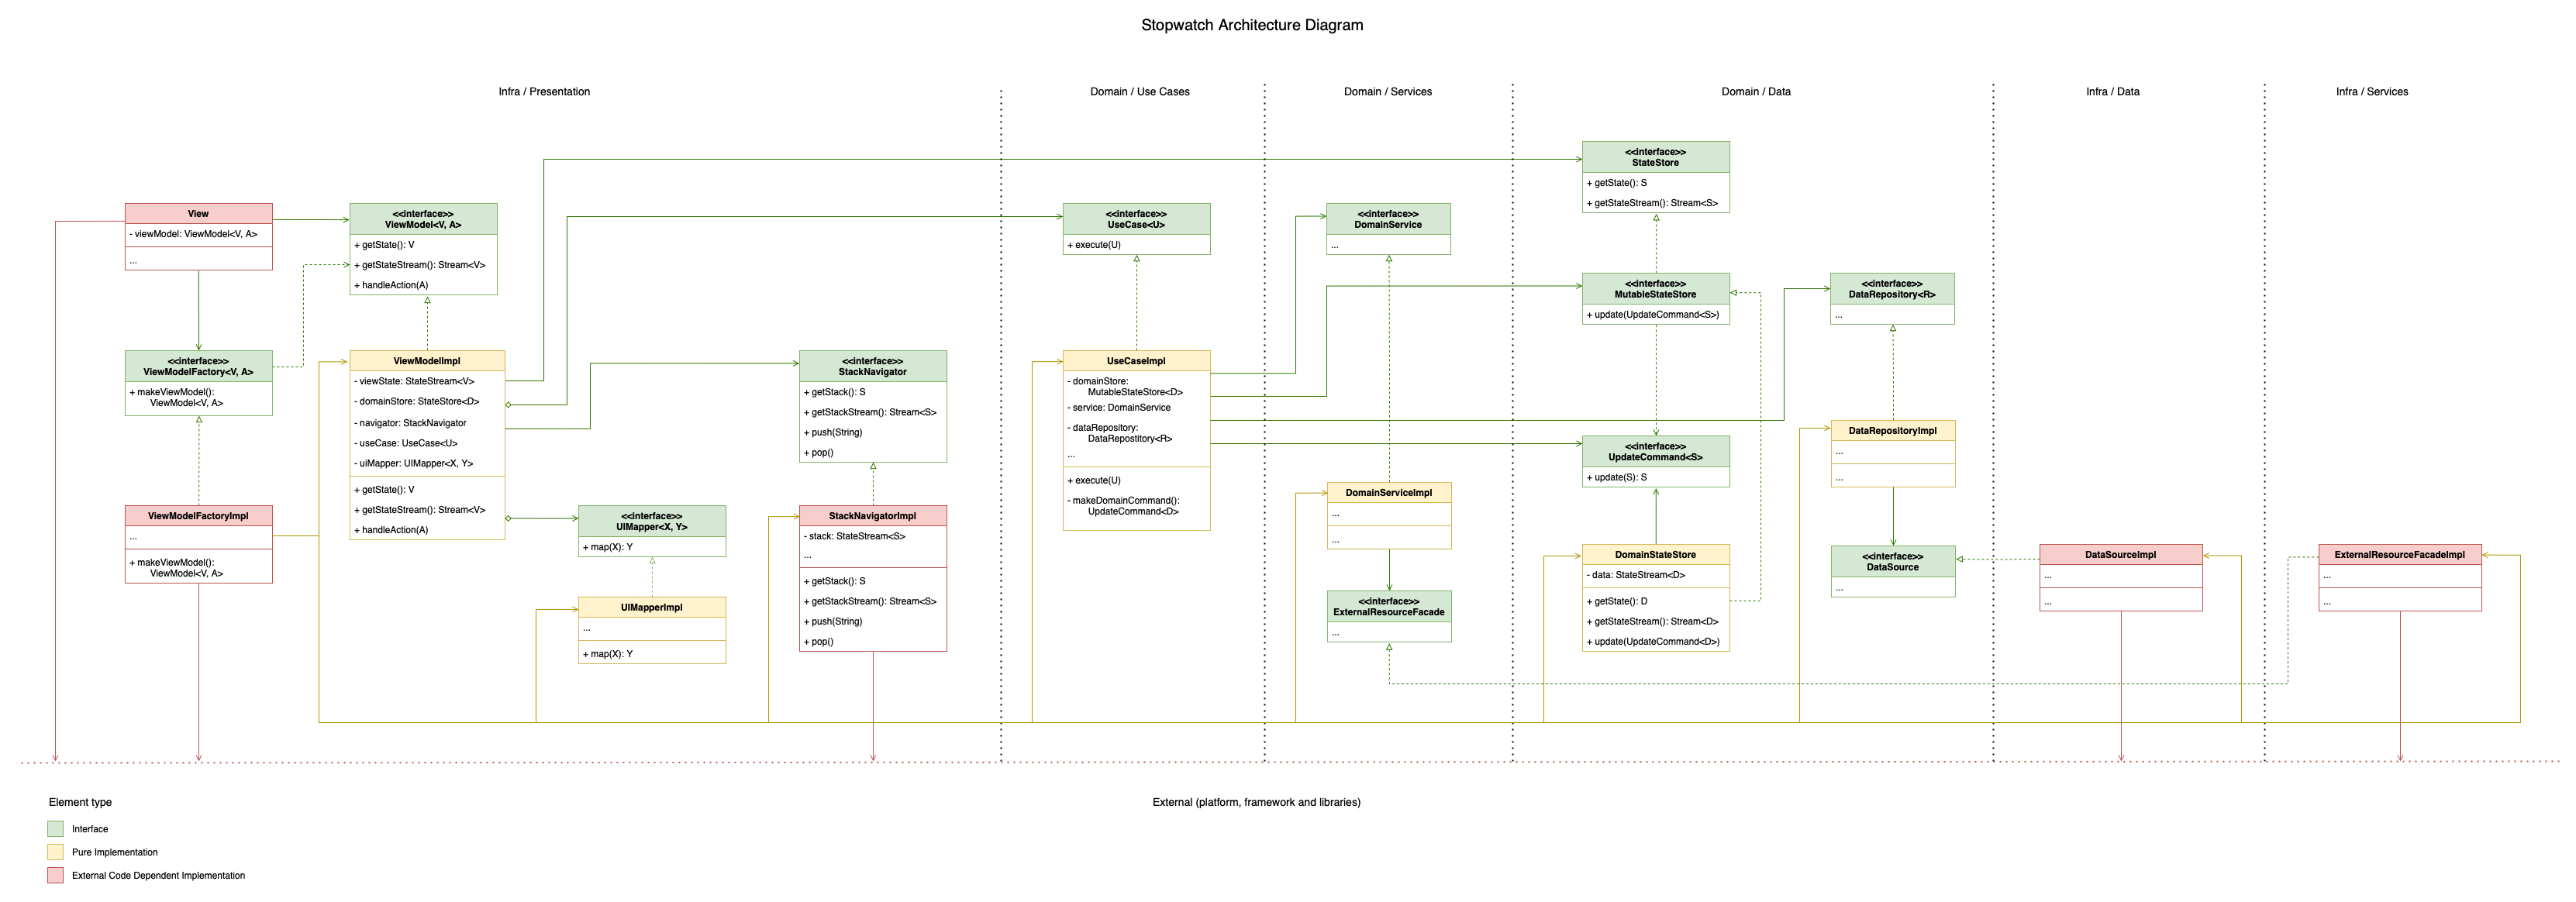 Stopwatch Architecture Diagram
Infra / Presentation
Domain / Use Cases
Domain / Services
Domain / Data
Infra / Data
Infra / Services
View
- viewModel: ViewModel<V, A>
...
<<interface>>
ViewModel<V, A>
+ getState(): V
+ getStateStream(): Stream<V>
+ handleAction(A)
<<interface>>
ViewModelFactory<V, A>
+ makeViewModel():
ViewModel<V, A>
ViewModelFactoryImpl
...
+ makeViewModel():
ViewModel<V, A>
ViewModelImpl
- viewState: StateStream<V>
- domainStore: StateStore<D>
- navigator: StackNavigator
- useCase: UseCase<U>
- uiMapper: UIMapper<X, Y>
+ getState(): V
+ getStateStream(): Stream<V>
+ handleAction(A)
<<interface>>
UIMapper<X, Y>
+ map(X): Y
UIMapperImpl
...
+ map(X): Y
<<interface>>
StackNavigator
+ getStack(): S
+ getStackStream(): Stream<S>
+ push(String)
+ pop()
StackNavigatorImpl
- stack: StateStream<S>
...
+ getStack(): S
+ getStackStream(): Stream<S>
+ push(String)
+ pop()
<<interface>>
UseCase<U>
+ execute(U)
UseCaseImpl
- domainStore:
MutableStateStore<D>
- service: DomainService
- dataRepository:
DataRepostitory<R>
...
+ execute(U)
- makeDomainCommand():
UpdateCommand<D>
<<interface>>
DomainService
...
DomainServiceImpl
...
...
<<interface>>
ExternalResourceFacade
...
<<interface>>
StateStore
+ getState(): S
+ getStateStream(): Stream<S>
<<interface>>
MutableStateStore
+ update(UpdateCommand<S>)
<<interface>>
UpdateCommand<S>
+ update(S): S
DomainStateStore
- data: StateStream<D>
+ getState(): D
+ getStateStream(): Stream<D>
+ update(UpdateCommand<D>)
<<interface>>
DataRepository<R>
...
DataRepositoryImpl
...
...
<<interface>>
DataSource
...
DataSourceImpl
...
...
ExternalResourceFacadeImpl
...
...
Element type
Interface
Pure Implementation
External Code Dependent Implementation
External (platform, framework and libraries)